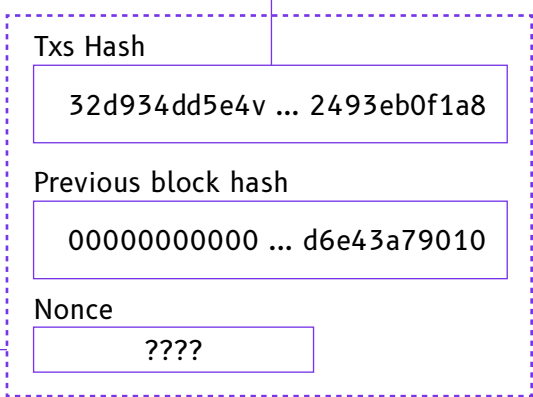 Txs Hash
32d934dd5e4v ... 2493eb0f1a8
Previous block hash
00000000000 ... d6e43a79010
Nonce
????